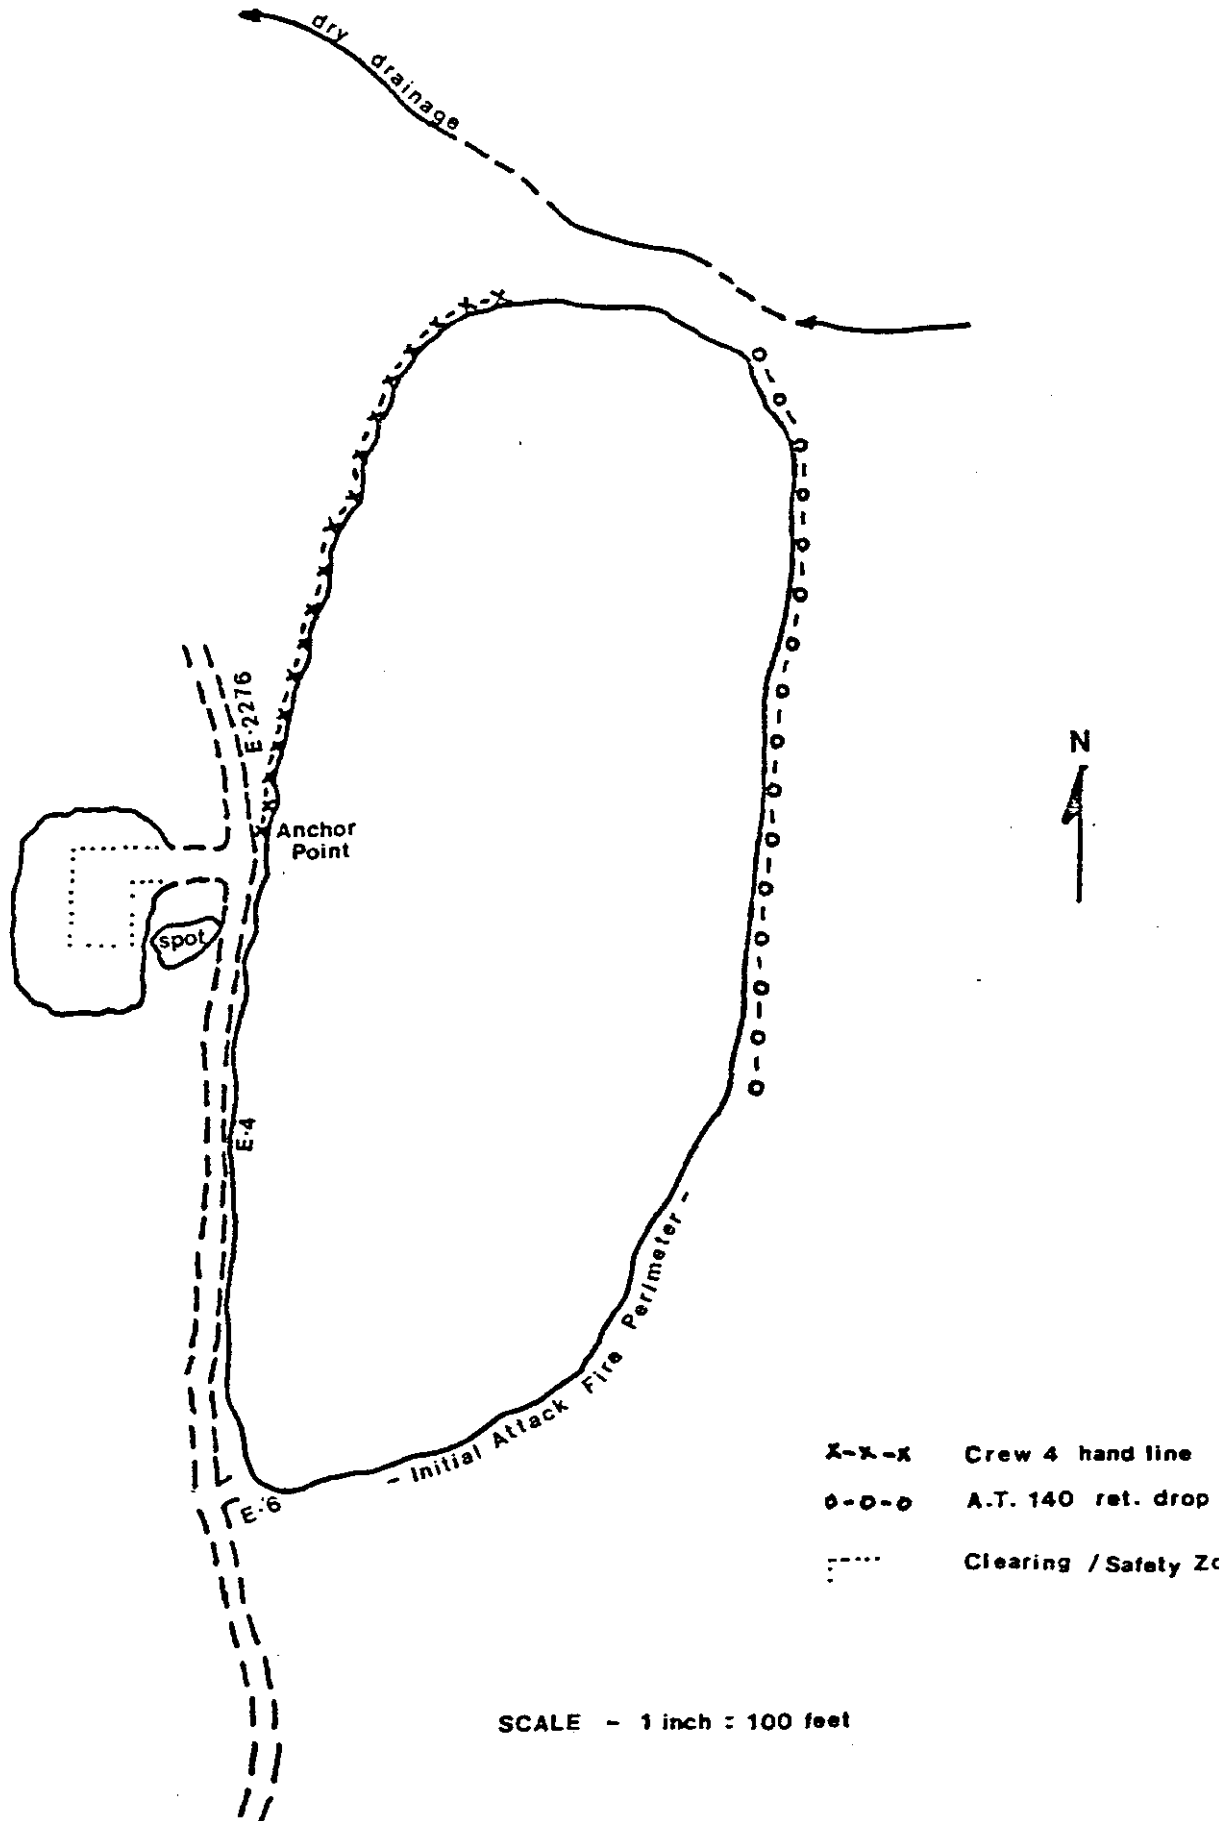 dry drainage
E-2276
Anchor
Point
spot
N
E-4
- Initial Attack Fire Perimeter -
E-6
x-x-x Crew 4 hand line
o-o-o A.T. 140 ret. drop
Clearing / Safety Zo
SCALE - 1 inch = 100 feet